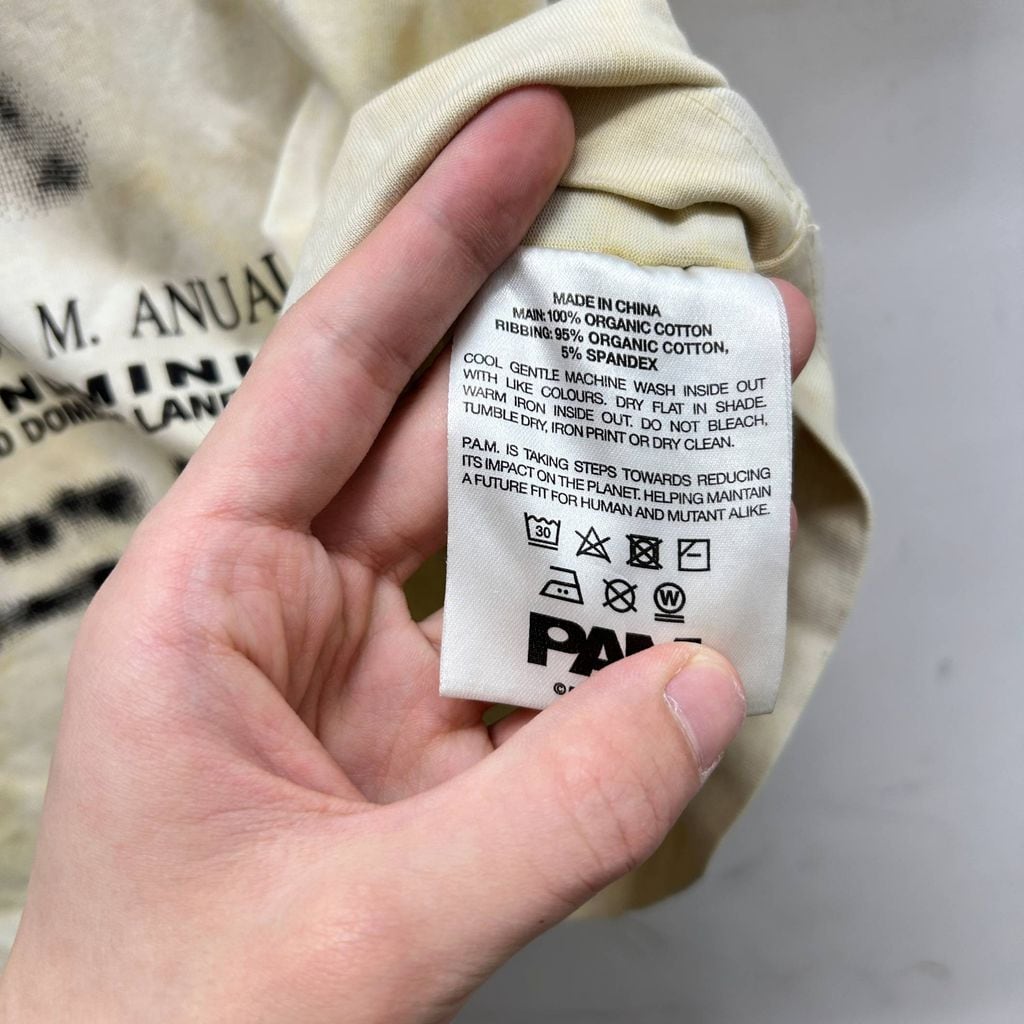 M. ANUAL
MADE IN CHINA
MAIN: 100% ORGANIC COTTON
RIBBING: 95% ORGANIC COTTON,
5% SPANDEX
COOL GENTLE MACHINE WASH INSIDE OUT
WITH LIKE COLOURS. DRY FLAT IN SHADE.
WARM IRON INSIDE OUT. DO NOT BLEACH,
TUMBLE DRY, IRON PRINT OR DRY CLEAN.
P.A.M. IS TAKING STEPS TOWARDS REDUCING
ITS IMPACT ON THE PLANET. HELPING MAINTAIN
A FUTURE FIT FOR HUMAN AND MUTANT ALIKE.
30
W
©